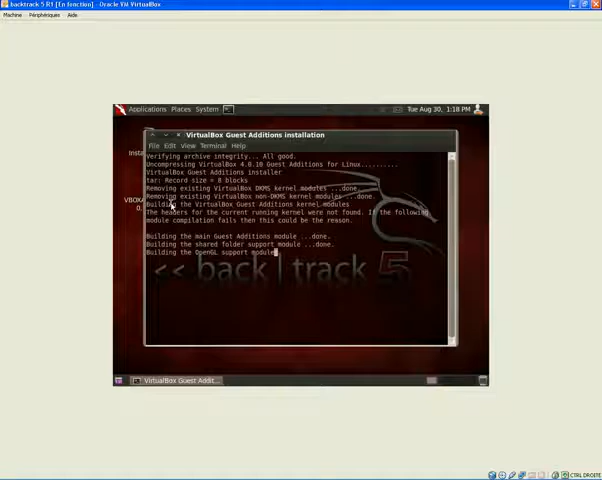 backtrack 5 R1 [En fonction] - Oracle VM VirtualBox
Machine Périphériques Aide
Applications Places System Tue Aug 30, 1:18 PM
VirtualBox Guest Additions installation
File Edit View Terminal Help
Verifying archive integrity... All good.
Uncompressing VirtualBox 4.0.10 Guest Additions for Linux..........
VirtualBox Guest Additions installer
tar: Record size = 8 blocks
Removing existing VirtualBox DKMS kernel modules ...done.
Removing existing VirtualBox non-DKMS kernel modules ...done.
Building the VirtualBox Guest Additions kernel modules
The headers for the current running kernel were not found. If the following
module compilation fails then this could be the reason.
Building the main Guest Additions module ...done.
Building the shared folder support module ...done.
Building the OpenGL support module
<< back | track 5
VirtualBox Guest Addit...
CTRL DROITE